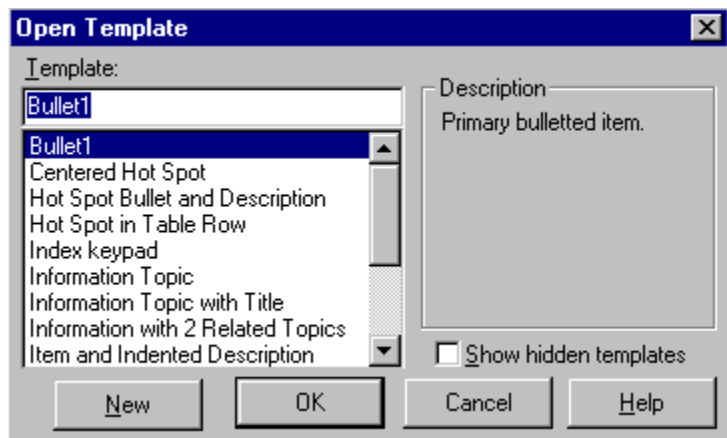 Open Template
Template:
Bullet1
Bullet1
Centered Hot Spot
Hot Spot Bullet and Description
Hot Spot in Table Row
Index keypad
Information Topic
Information Topic with Title
Information with 2 Related Topics
Item and Indented Description
Description
Primary bulletted item.
Show hidden templates
New
OK
Cancel
Help